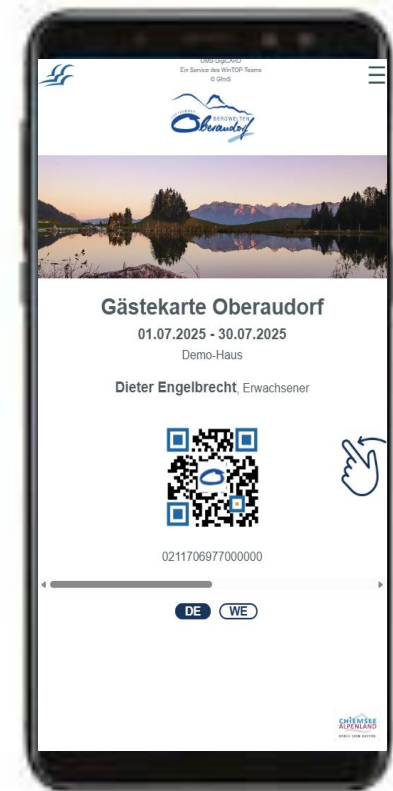 GMS DigiCARD
Ein Service des WinTOP-Teams
© GfmS
BERGWELTEN
Oberaudorf
Gästekarte Oberaudorf
01.07.2025 - 30.07.2025
Demo-Haus
Dieter Engelbrecht, Erwachsener
0211706977000000
DE WE
CHIEMSEE
ALPENLAND